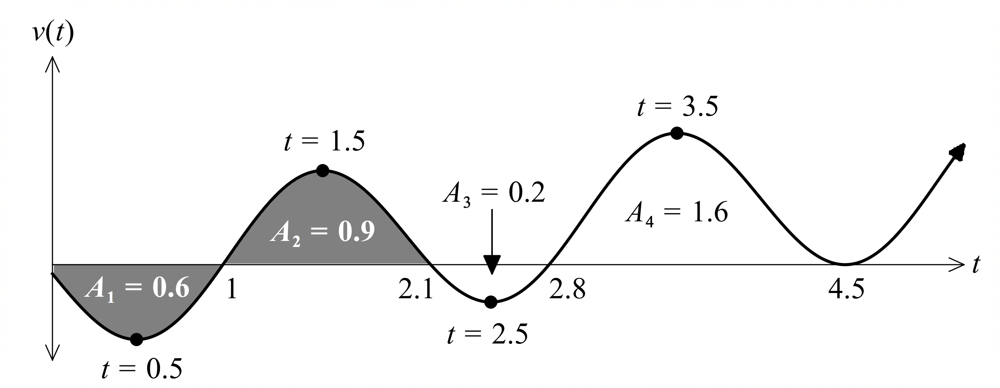 v(t)
t = 3.5
t = 1.5
A₃ = 0.2
A₄ = 1.6
A₂ = 0.9
t
A₁ = 0.6
1
2.1
2.8
4.5
t = 2.5
t = 0.5